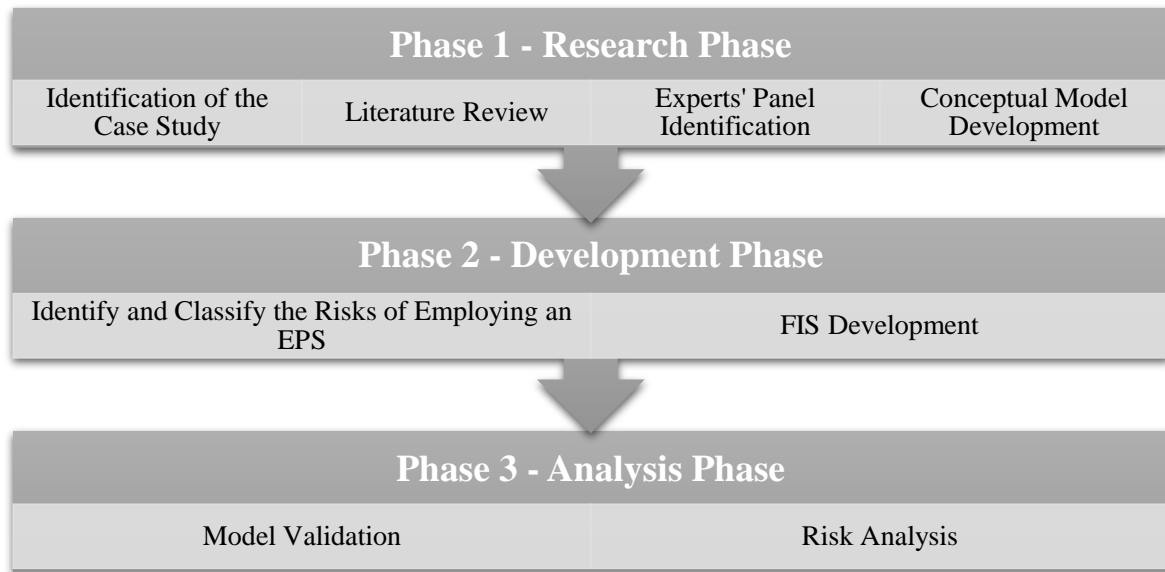 Phase 1 - Research Phase
Identification of the
Case Study
Literature Review
Experts' Panel
Identification
Conceptual Model
Development
Phase 2 - Development Phase
Identify and Classify the Risks of Employing an
EPS
FIS Development
Phase 3 - Analysis Phase
Model Validation
Risk Analysis